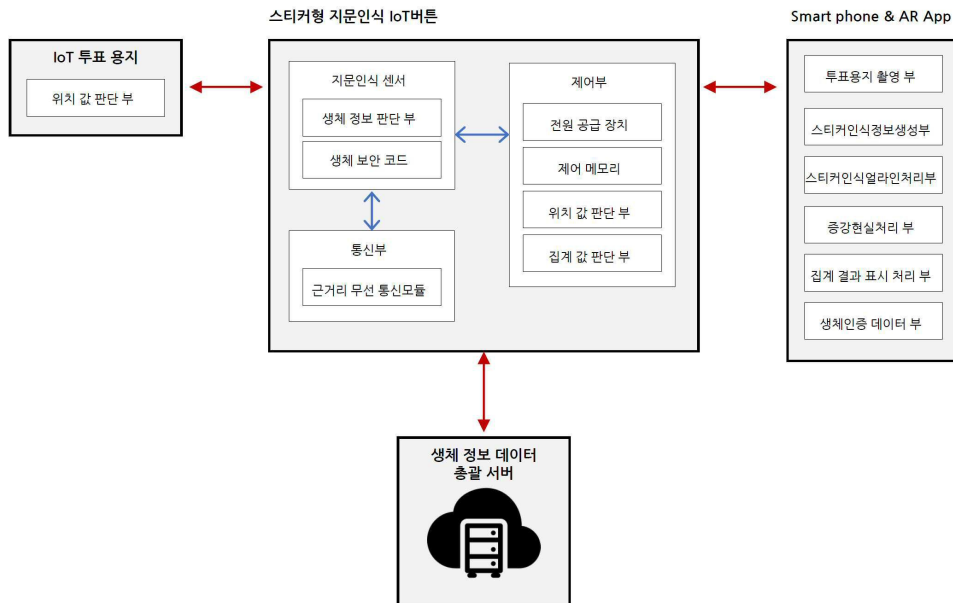 스티커형 지문인식 IoT버튼
Smart phone & AR App
IoT 투표 용지
위치 값 판단 부
지문인식 센서
생체 정보 판단 부
생체 보안 코드
통신부
근거리 무선 통신모듈
제어부
전원 공급 장치
제어 메모리
위치 값 판단 부
집계 값 판단 부
투표용지 촬영 부
스티커인식정보생성부
스티커인식얼라인처리부
증강현실처리 부
집계 결과 표시 처리 부
생체인증 데이터 부
생체 정보 데이터
총괄 서버